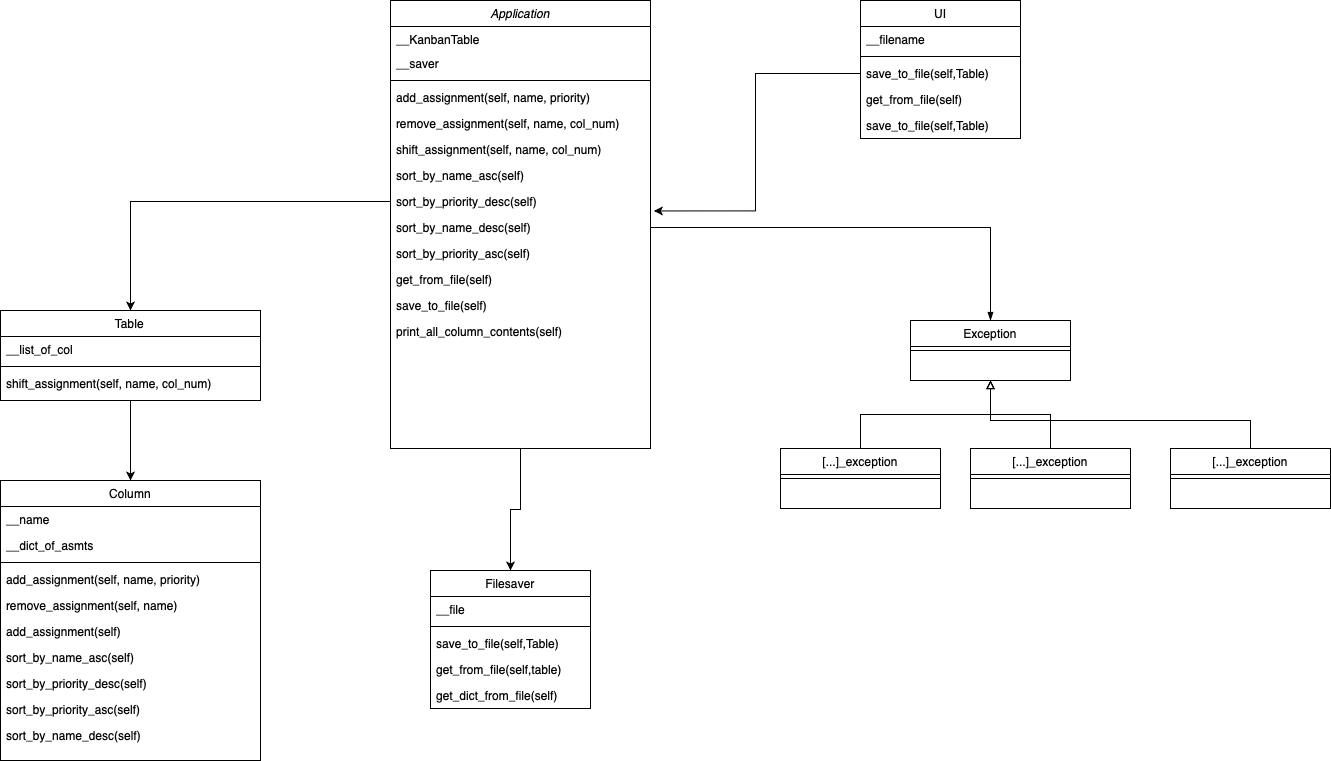 Application
__KanbanTable
__saver
add_assignment(self, name, priority)
remove_assignment(self, name, col_num)
shift_assignment(self, name, col_num)
sort_by_name_asc(self)
sort_by_priority_desc(self)
sort_by_name_desc(self)
sort_by_priority_asc(self)
get_from_file(self)
save_to_file(self)
print_all_column_contents(self)
UI
__filename
save_to_file(self,Table)
get_from_file(self)
save_to_file(self,Table)
Table
__list_of_col
shift_assignment(self, name, col_num)
Exception
[...]_exception
[...]_exception
[...]_exception
Column
__name
__dict_of_asmts
add_assignment(self, name, priority)
remove_assignment(self, name)
add_assignment(self)
sort_by_name_asc(self)
sort_by_priority_desc(self)
sort_by_priority_asc(self)
sort_by_name_desc(self)
Filesaver
__file
save_to_file(self,Table)
get_from_file(self,table)
get_dict_from_file(self)